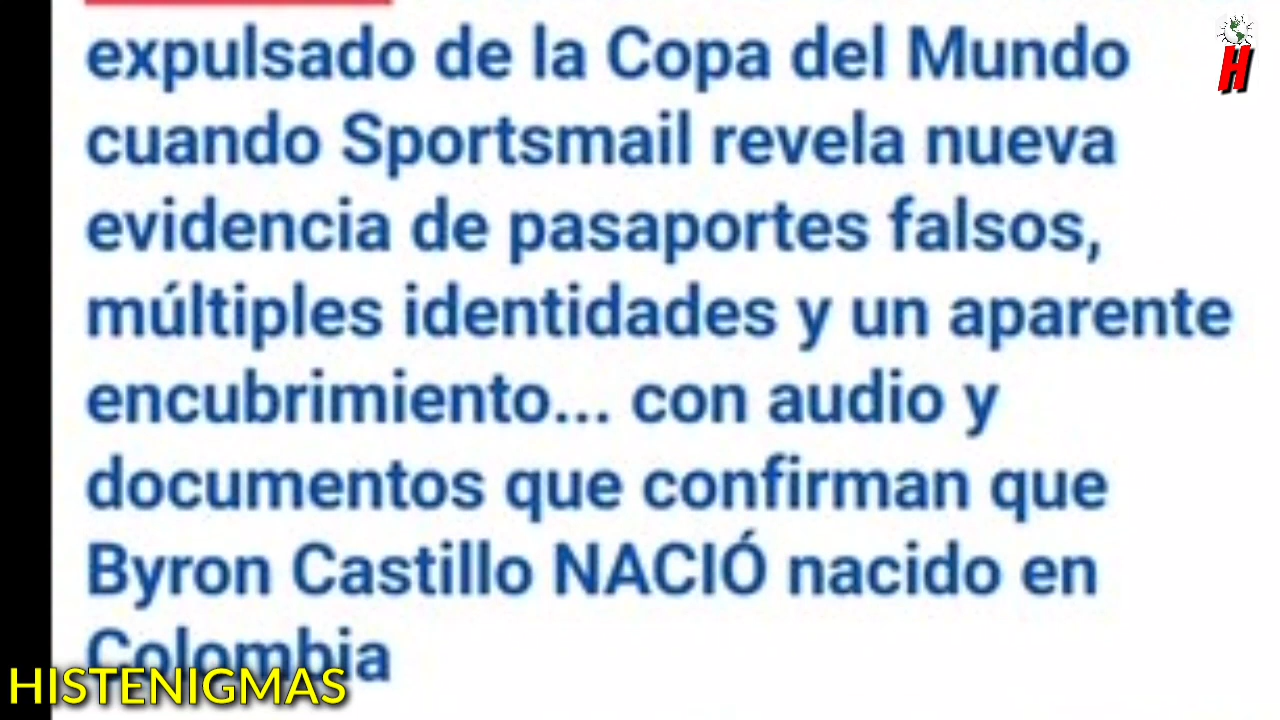 expulsado de la Copa del Mundo
cuando Sportsmail revela nueva
evidencia de pasaportes falsos,
múltiples identidades y un aparente
encubrimiento... con audio y
documentos que confirman que
Byron Castillo NACIÓ nacido en
Colombia
HISTENIGMAS
H